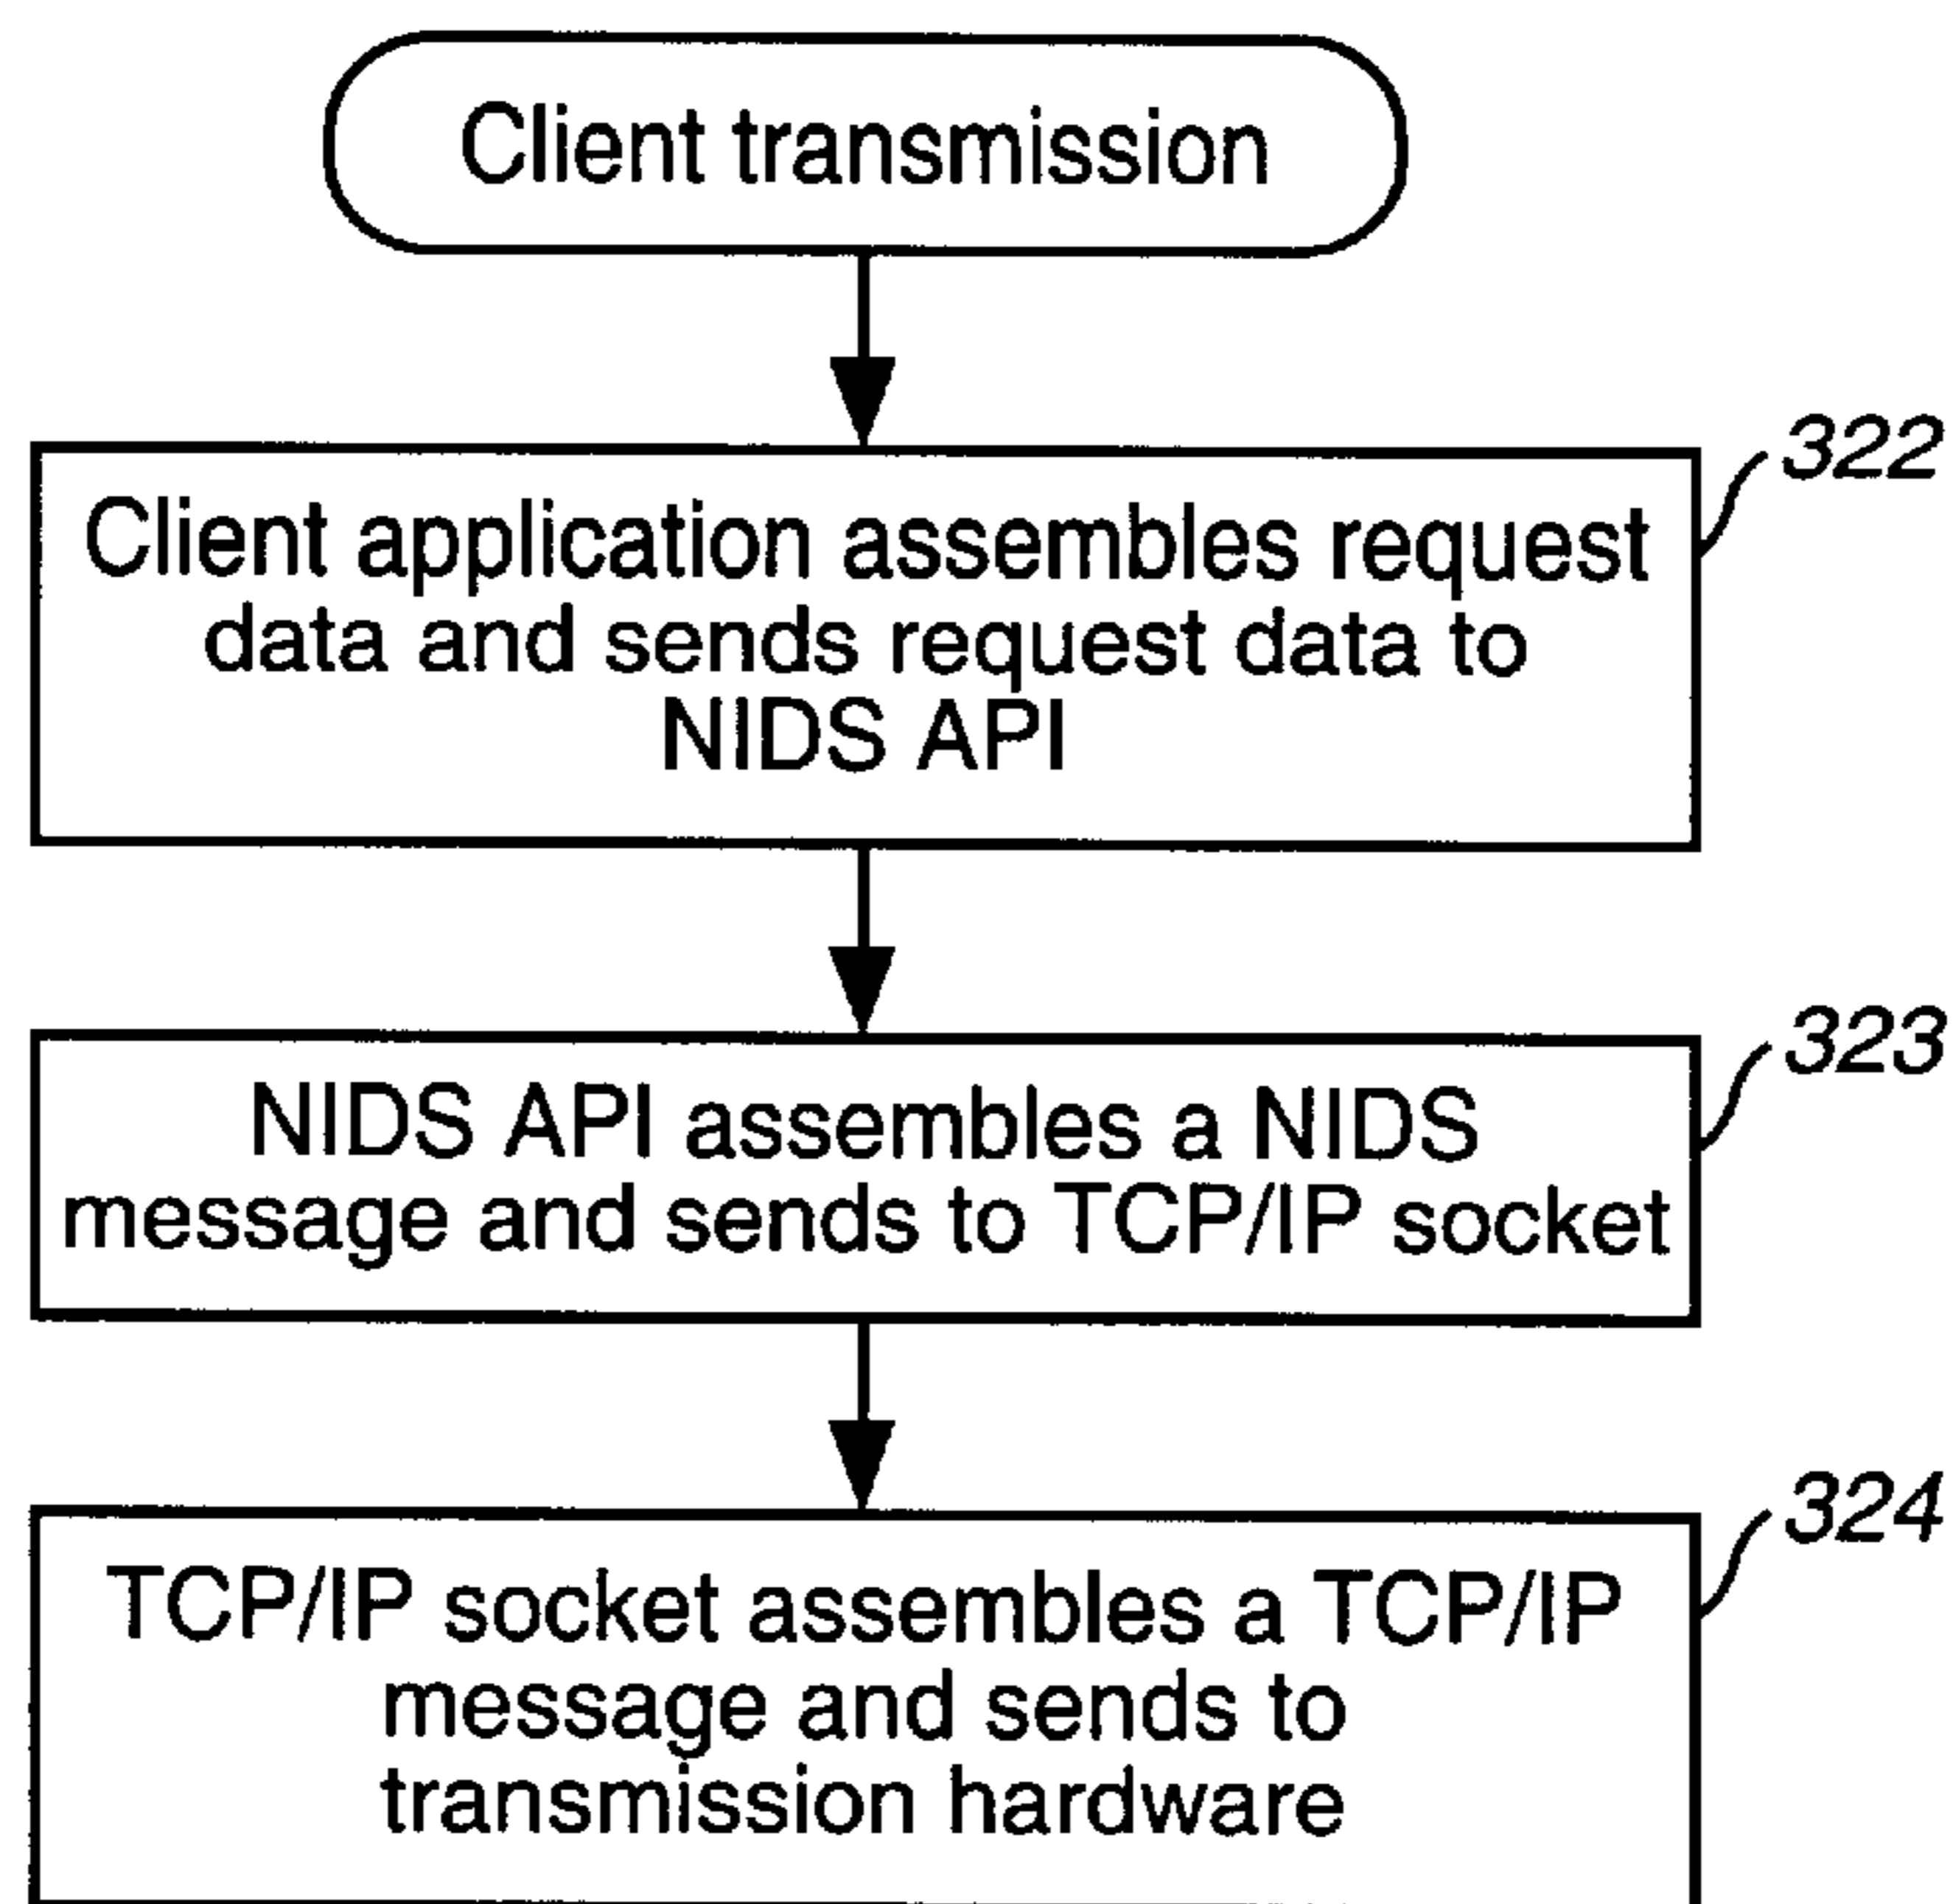 Client transmission
322
Client application assembles request
data and sends request data to
NIDS API
323
NIDS API assembles a NIDS
message and sends to TCP/IP socket
324
TCP/IP socket assembles a TCP/IP
message and sends to
transmission hardware